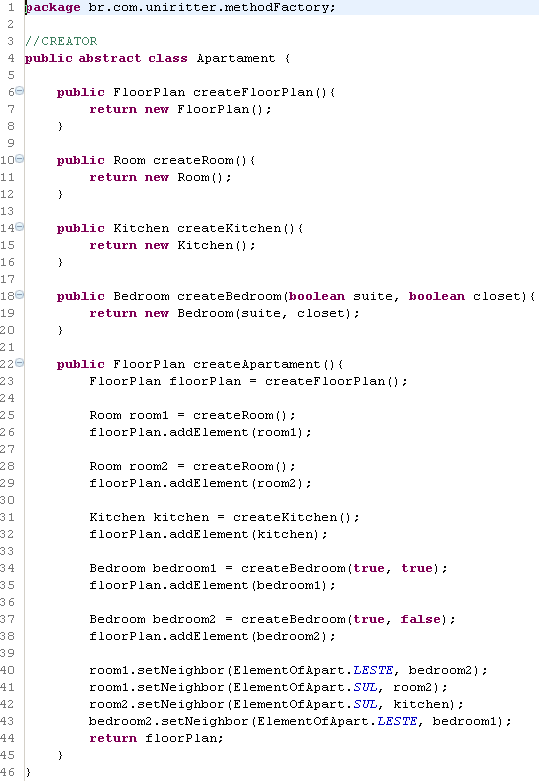 1 package br.com.uniritter.methodFactory;
2
3 //CREATOR
4 public abstract class Apartament {
5
6 public FloorPlan createFloorPlan(){
7 return new FloorPlan();
8 }
9
10 public Room createRoom(){
11 return new Room();
12 }
13
14 public Kitchen createKitchen(){
15 return new Kitchen();
16 }
17
18 public Bedroom createBedroom(boolean suite, boolean closet){
19 return new Bedroom(suite, closet);
20 }
21
22 public FloorPlan createApartament(){
23 FloorPlan floorPlan = createFloorPlan();
24
25 Room room1 = createRoom();
26 floorPlan.addElement(room1);
27
28 Room room2 = createRoom();
29 floorPlan.addElement(room2);
30
31 Kitchen kitchen = createKitchen();
32 floorPlan.addElement(kitchen);
33
34 Bedroom bedroom1 = createBedroom(true, true);
35 floorPlan.addElement(bedroom1);
36
37 Bedroom bedroom2 = createBedroom(true, false);
38 floorPlan.addElement(bedroom2);
39
40 room1.setNeighbor(ElementOfApart.LESTE, bedroom2);
41 room1.setNeighbor(ElementOfApart.SUL, room2);
42 room2.setNeighbor(ElementOfApart.SUL, kitchen);
43 bedroom2.setNeighbor(ElementOfApart.LESTE, bedroom1);
44 return floorPlan;
45 }
46 }